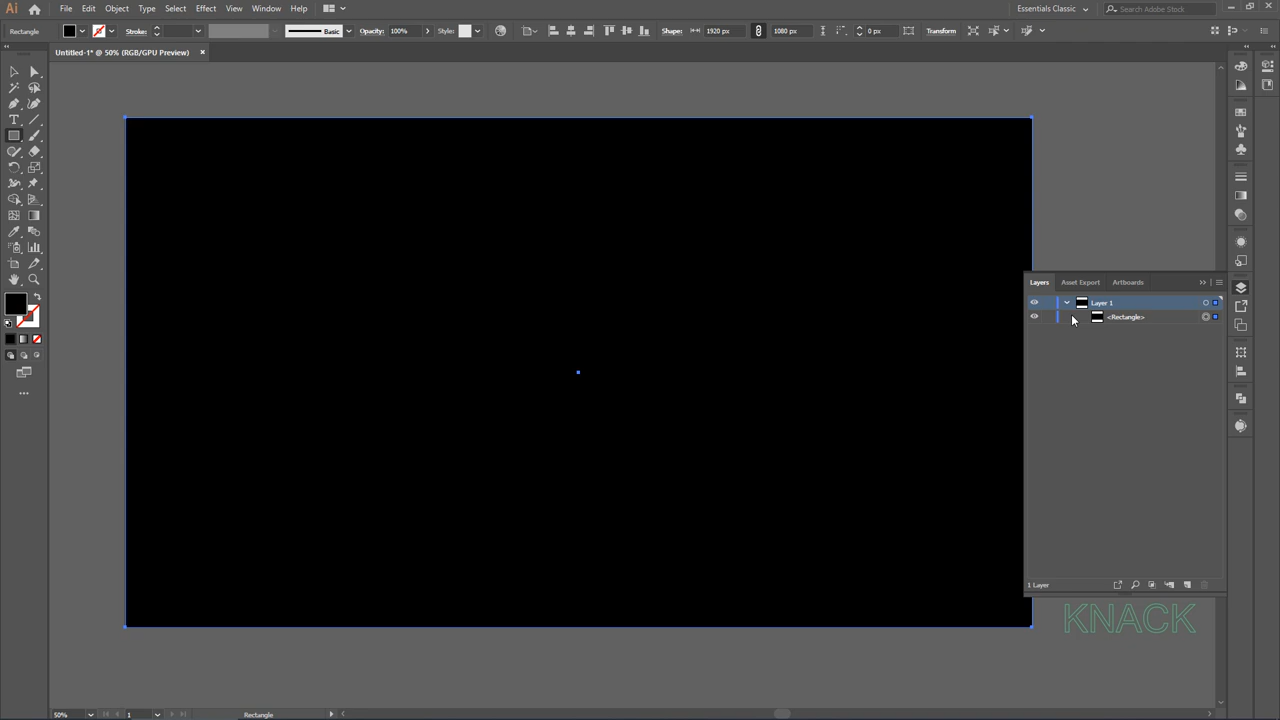 Ai File Edit Object Type Select Effect View Window Help Essentials Classic Search Adobe Stock
Rectangle Stroke: Basic Opacity: 100% Style: Shape: 1920 px 1080 px 0 px Transform
Untitled-1* @ 50% (RGB/GPU Preview)
Layers Asset Export Artboards
Layer 1
<Rectangle>
1 Layer
KNACK
50% 1 Rectangle